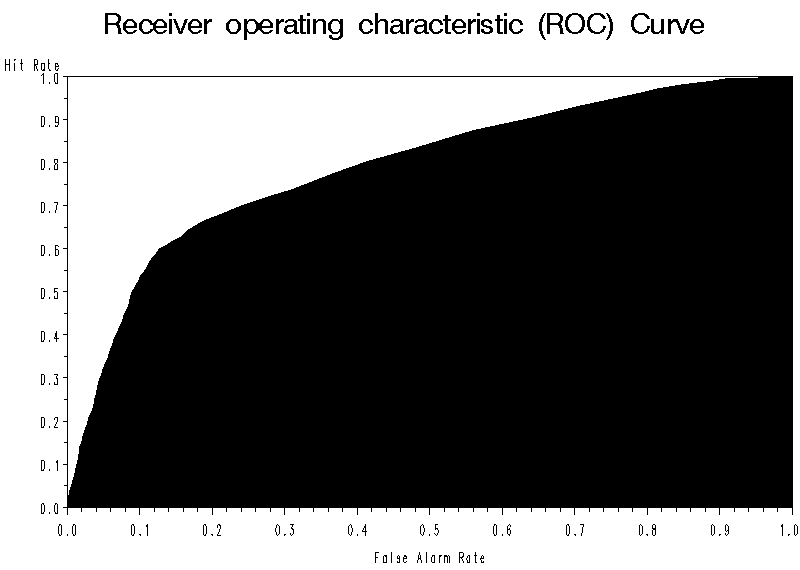 Receiver operating characteristic (ROC) Curve
Hit Rate
1.0
0.9
0.8
0.7
0.6
0.5
0.4
0.3
0.2
0.1
0.0
0.0 0.1 0.2 0.3 0.4 0.5 0.6 0.7 0.8 0.9 1.0
False Alarm Rate